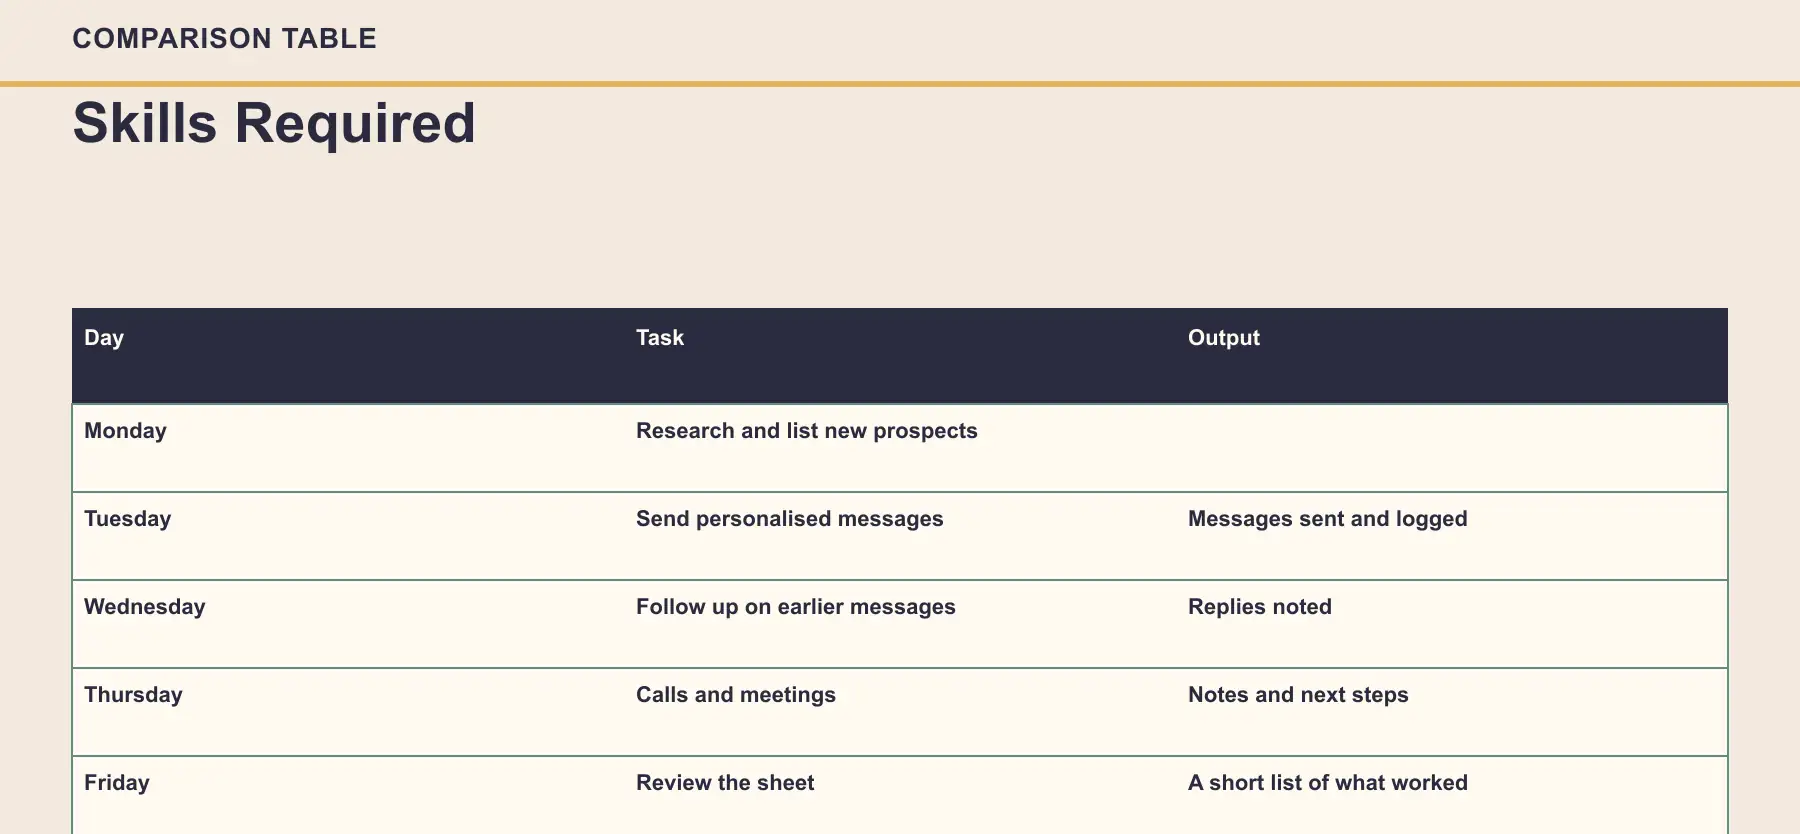 COMPARISON TABLE
Skills Required
Day Task Output
Monday Research and list new prospects
Tuesday Send personalised messages Messages sent and logged
Wednesday Follow up on earlier messages Replies noted
Thursday Calls and meetings Notes and next steps
Friday Review the sheet A short list of what worked